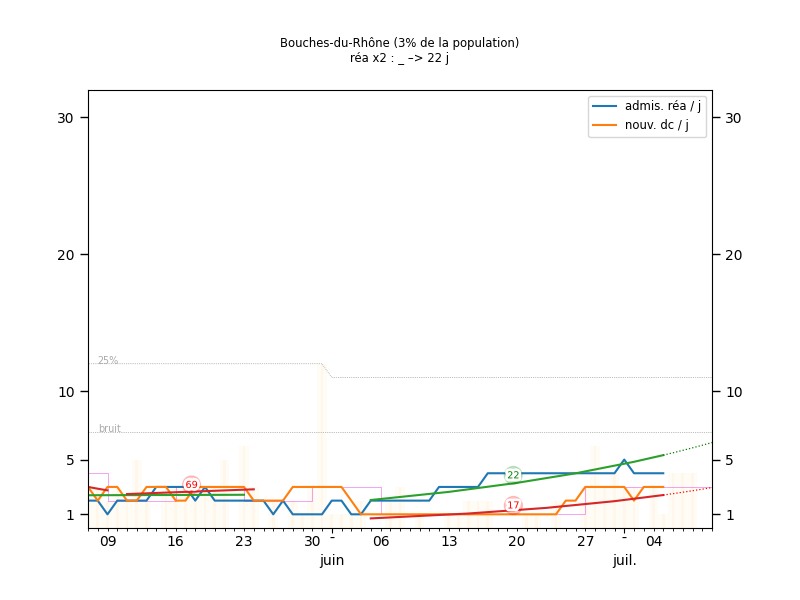 Bouches-du-Rhône (3% de la population)
réa x2 : _ –> 22 j
admis. réa / j
nouv. dc / j
30 30
20 20
25%
10 10
bruit
5 5
22
69
17
1 1
09 16 23 30 - 06 13 20 27 - 04
juin juil.